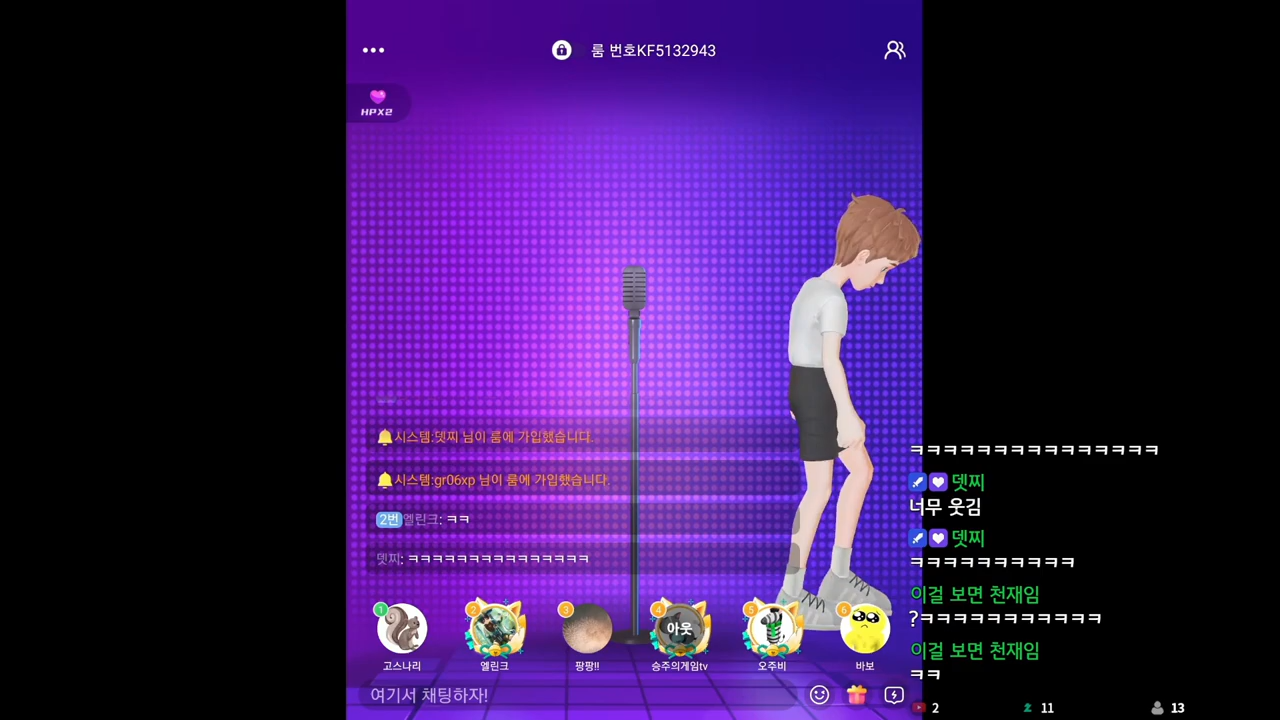 룸 번호KF5132943
HPX2
시스템:뎃찌 님이 룸에 가입했습니다.
시스템:gr06xp 님이 룸에 가입했습니다.
2번 엘린크: ㅋㅋ
뎃찌: ㅋㅋㅋㅋㅋㅋㅋㅋㅋㅋㅋㅋㅋㅋㅋ
1 2 3 4 5 6
아웃
고스나리 엘린크 팡팡!! 승주의게임tv 오주비 바보
여기서 채팅하자!
ㅋㅋㅋㅋㅋㅋㅋㅋㅋㅋㅋㅋㅋㅋㅋ
뎃찌
너무 웃김
뎃찌
ㅋㅋㅋㅋㅋㅋㅋㅋㅋㅋ
이걸 보면 천재임
?ㅋㅋㅋㅋㅋㅋㅋㅋㅋㅋㅋ
이걸 보면 천재임
ㅋㅋ
2 11 13